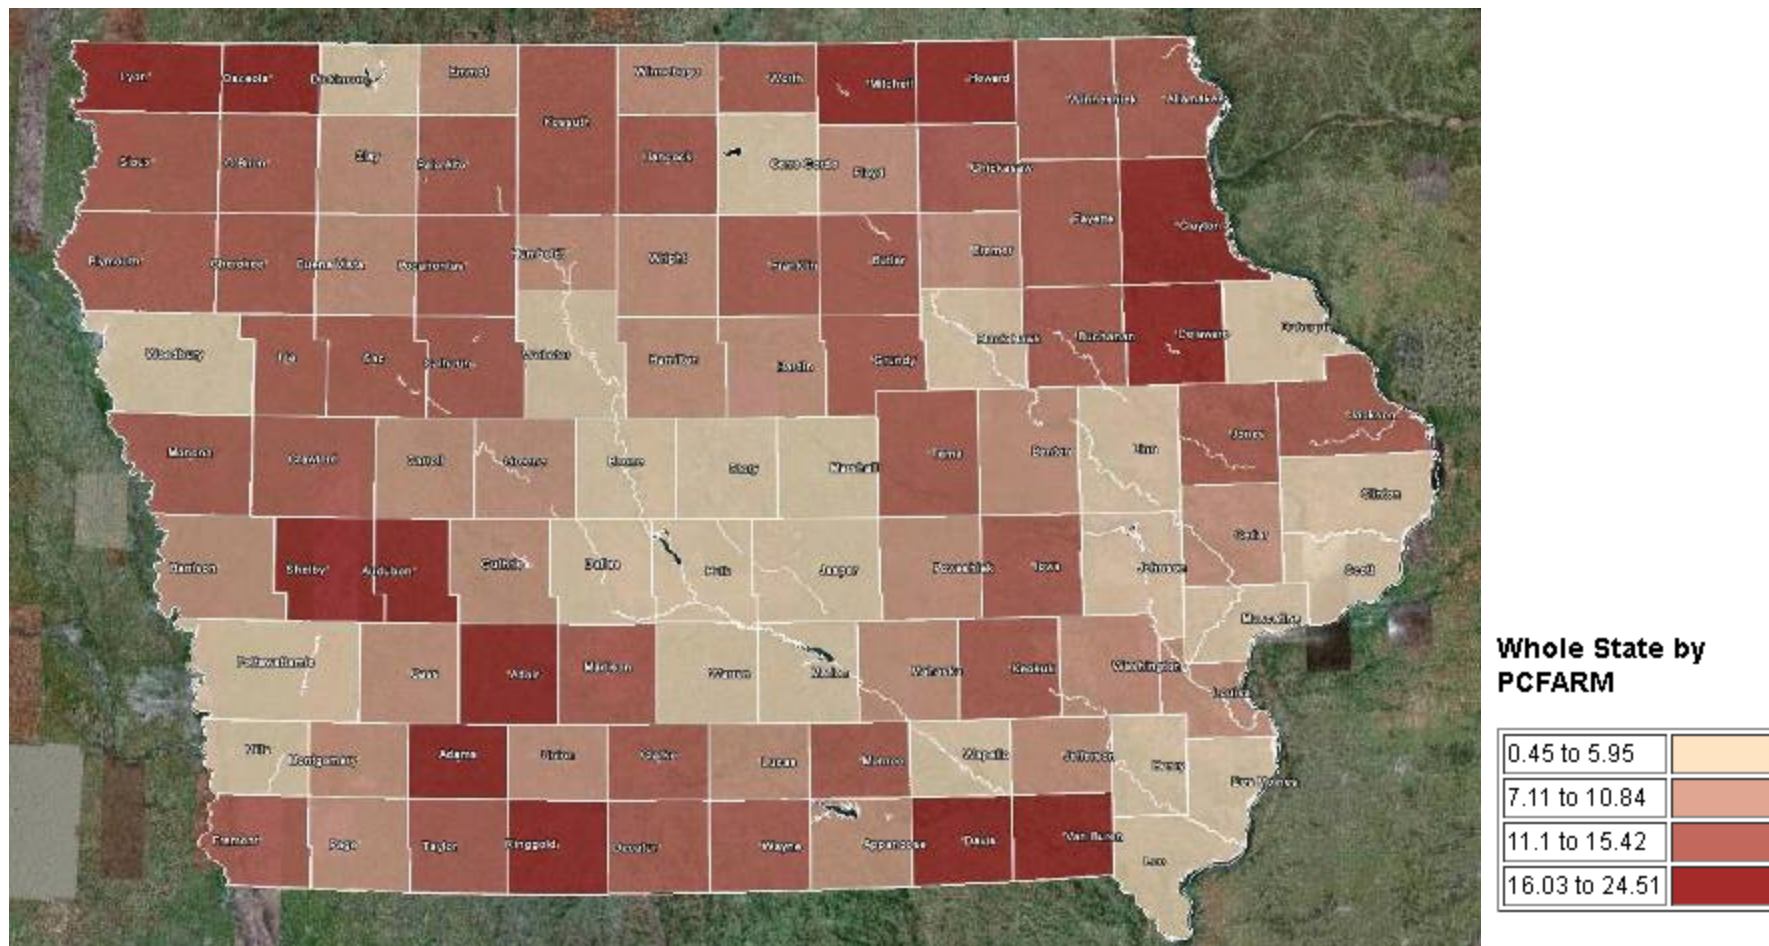 Lyon*
Osceola*
Dickinson
Emmet
Winnebago
Worth
*Mitchell
Howard
*Winneshiek
*Allamakee
Kossuth
Sioux*
O'Brien
Clay
Palo Alto*
Hancock
Cerro Gordo
Floyd
Chickasaw
Fayette
*Clayton
Plymouth*
Cherokee*
Buena Vista
Pocahontas*
Humboldt
Wright
*Franklin
Butler
Bremer
Woodbury
Ida
Sac
Calhoun
Webster
Hamilton
Hardin
*Grundy
Black Hawk
*Buchanan
*Delaware
Dubuque
Monona
Crawford
Carroll
Greene
Boone
Story
Marshall
Tama
Benton
Linn
Jones
Jackson
Clinton
Harrison
Shelby*
Audubon*
Guthrie
Dallas
Polk
Jasper
Poweshiek
*Iowa
Johnson
Cedar
Scott
Muscatine
Pottawattamie
Cass
*Adair
Madison
Warren
Marion
Mahaska
Keokuk
Washington
Louisa
Mills
Montgomery
Adams
Union
Clarke
Lucas
Monroe
Wapello
Jefferson
Henry
Des Moines
Fremont
Page
Taylor
Ringgold
Decatur
*Wayne
Appanoose
*Davis
*Van Buren
Lee
Whole State by
PCFARM
0.45 to 5.95
7.11 to 10.84
11.1 to 15.42
16.03 to 24.51